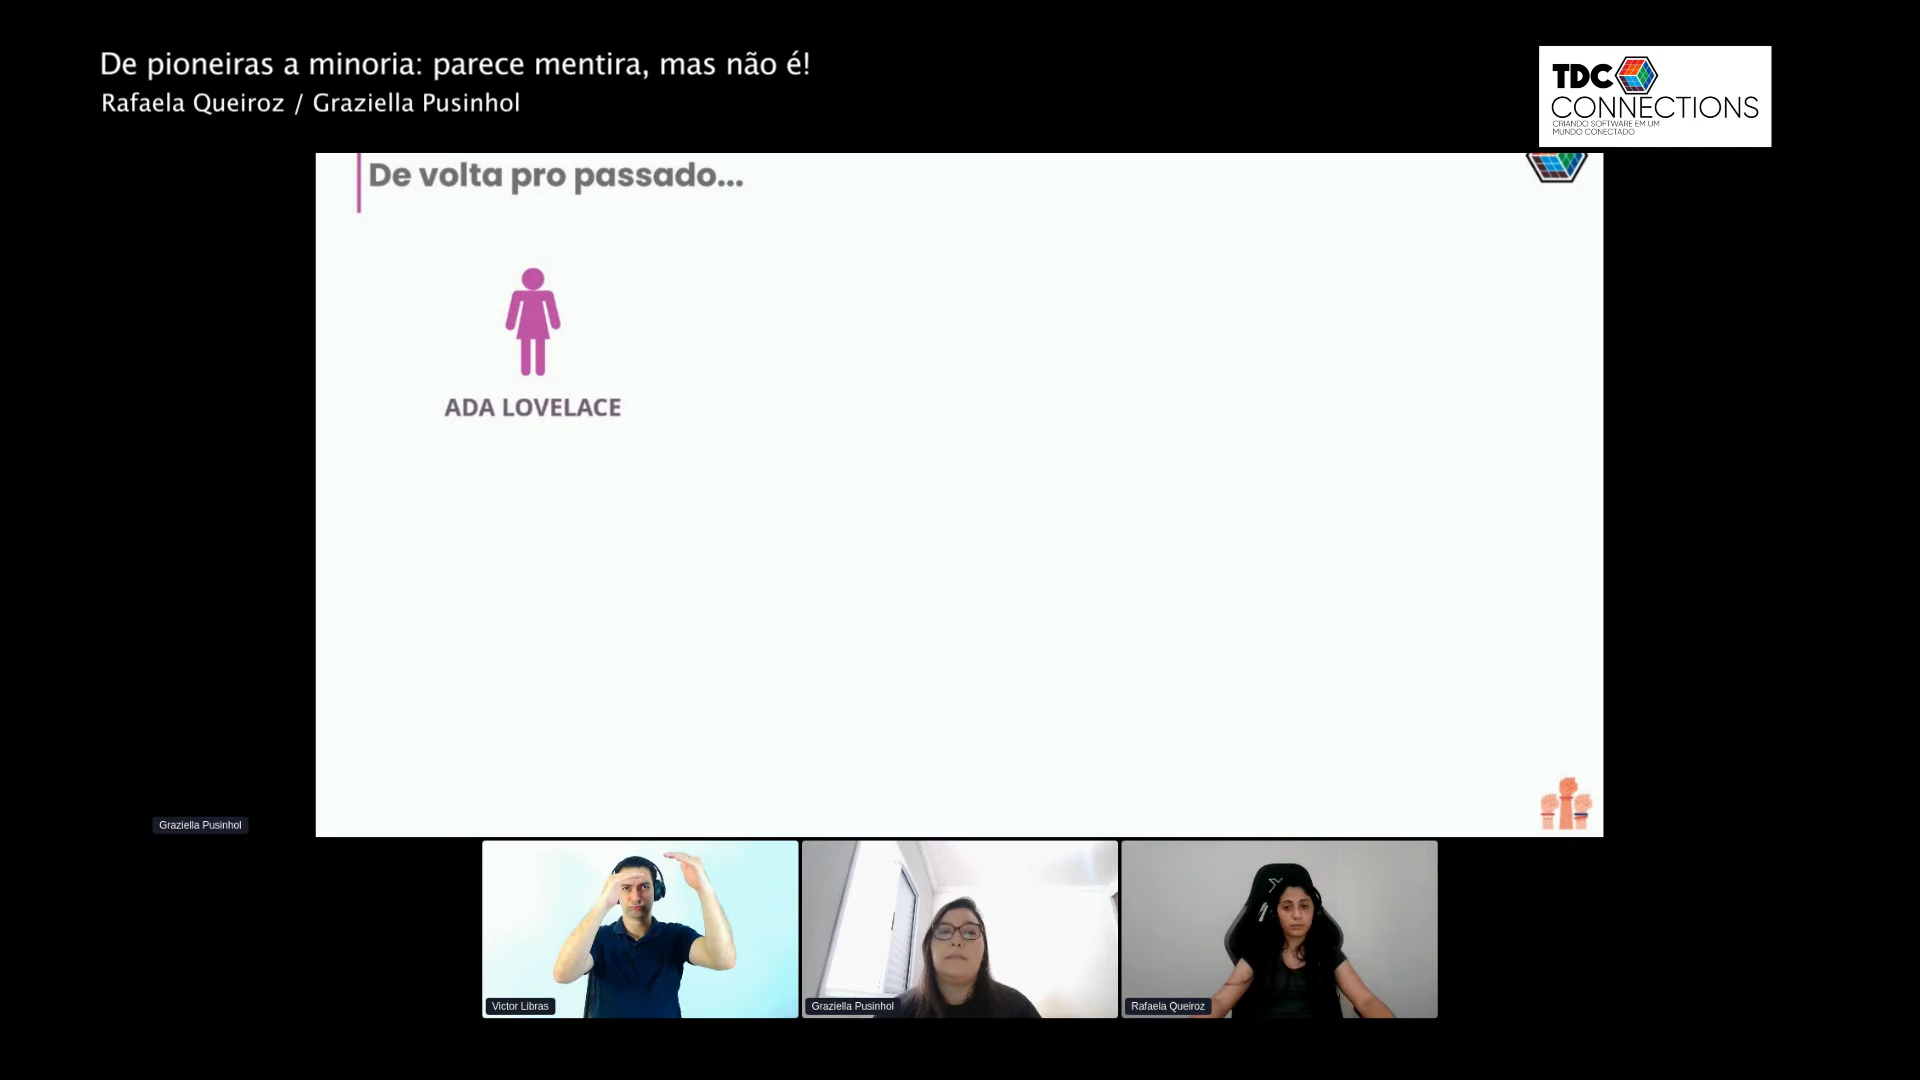 De pioneiras a minoria: parece mentira, mas não é!
Rafaela Queiroz / Graziella Pusinhol
TDC
CONNECTIONS
CRIANDO SOFTWARE EM UM
MUNDO CONECTADO
De volta pro passado...
ADA LOVELACE
Graziella Pusinhol
Victor Libras
Graziella Pusinhol
Rafaela Queiroz